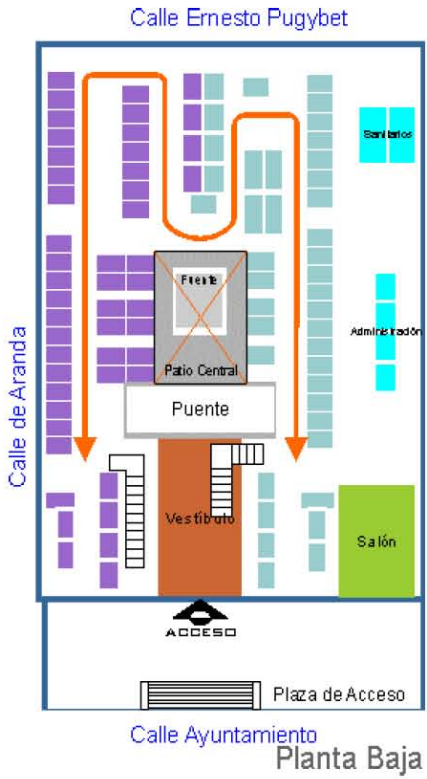 Calle Ernesto Pugybet
Sanitarios
Fuente
Administración
Patio Central
Calle de Aranda
Puente
Vestíbulo
Salón
ACCESO
Plaza de Acceso
Calle Ayuntamiento
Planta Baja